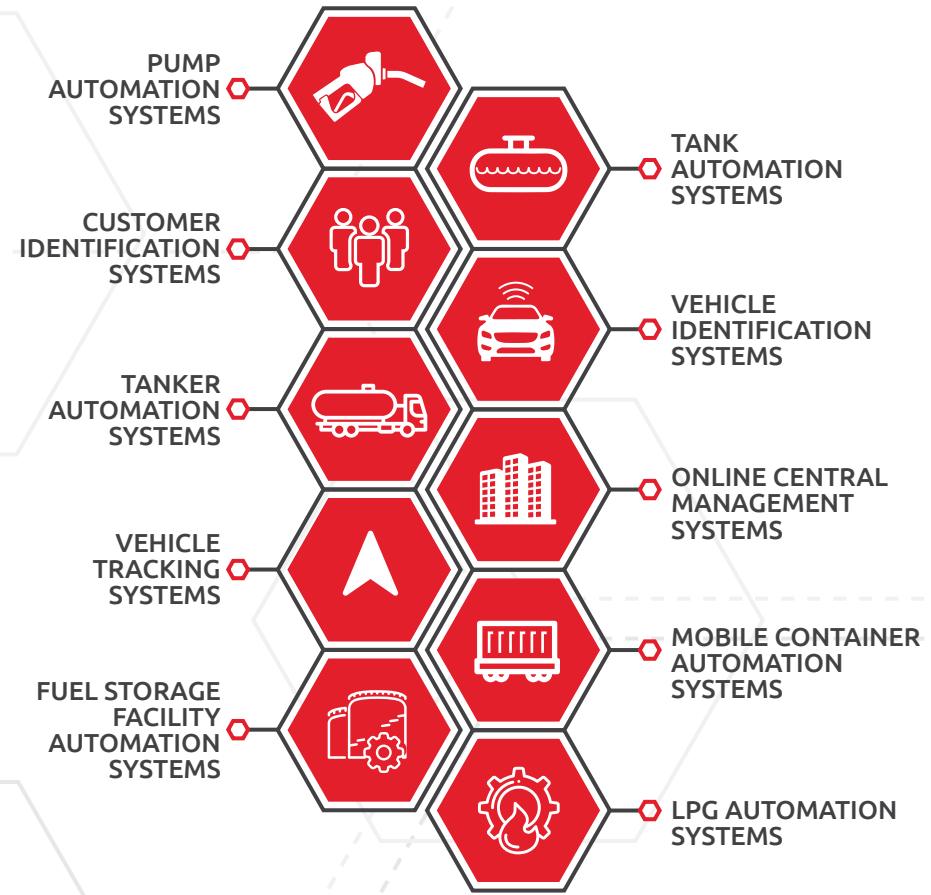 PUMP
AUTOMATION
SYSTEMS
TANK
AUTOMATION
SYSTEMS
CUSTOMER
IDENTIFICATION
SYSTEMS
VEHICLE
IDENTIFICATION
SYSTEMS
TANKER
AUTOMATION
SYSTEMS
ONLINE CENTRAL
MANAGEMENT
SYSTEMS
VEHICLE
TRACKING
SYSTEMS
MOBILE CONTAINER
AUTOMATION
SYSTEMS
FUEL STORAGE
FACILITY
AUTOMATION
SYSTEMS
LPG AUTOMATION
SYSTEMS